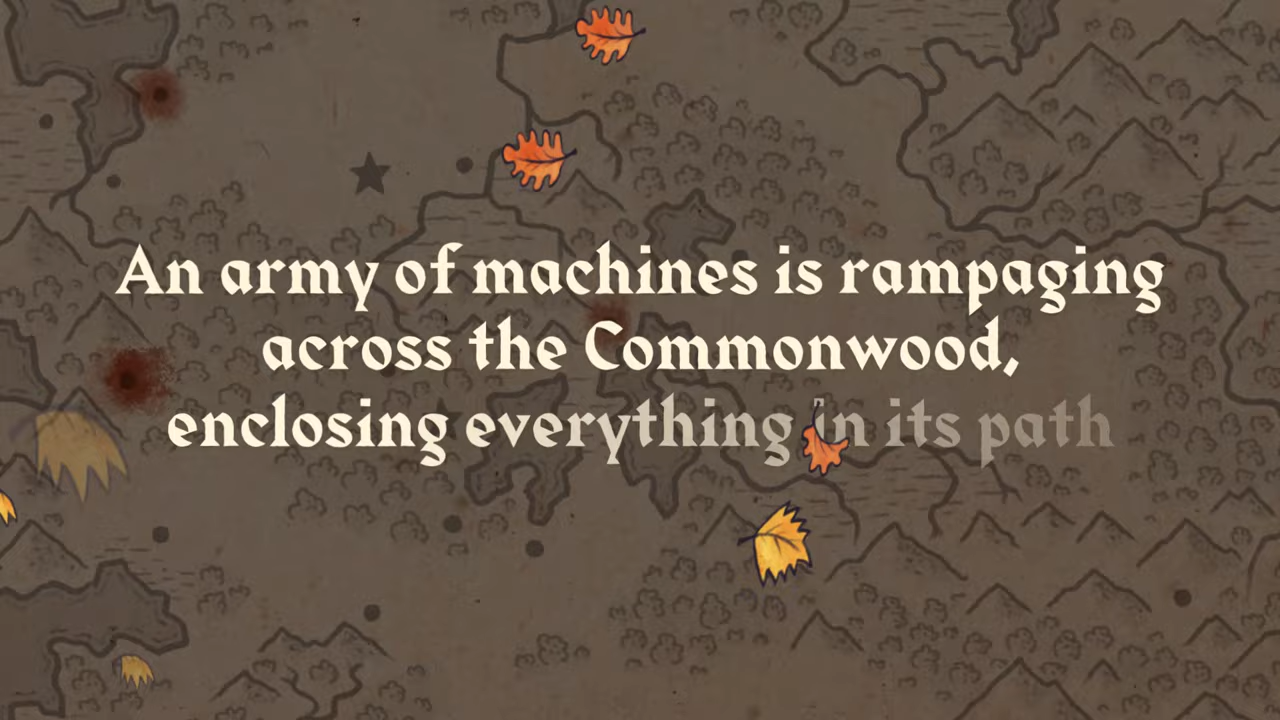 An army of machines is rampaging
across the Commonwood,
enclosing everything in its path